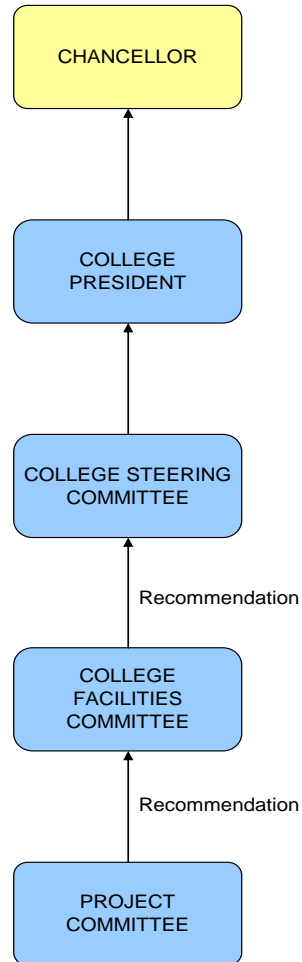 CHANCELLOR
COLLEGE
PRESIDENT
COLLEGE STEERING
COMMITTEE
Recommendation
COLLEGE
FACILITIES
COMMITTEE
Recommendation
PROJECT
COMMITTEE